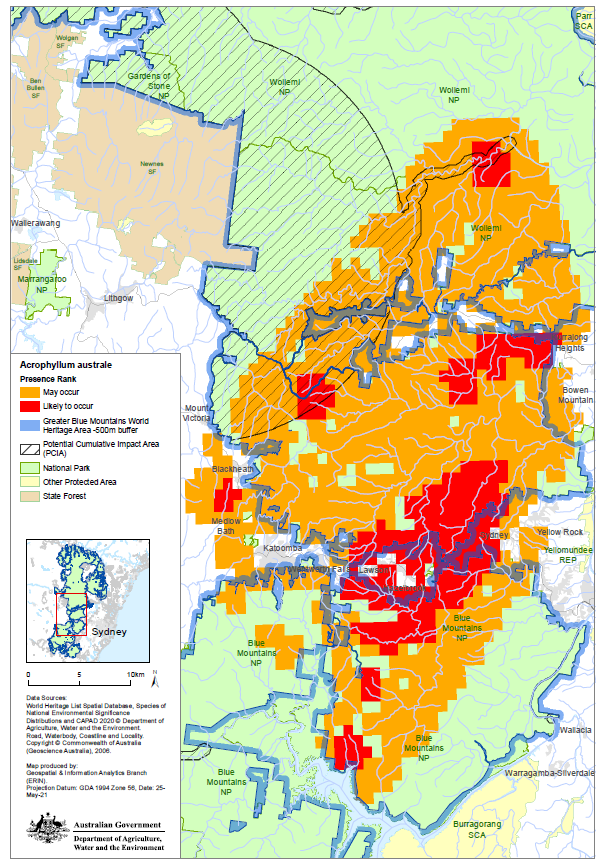 Parr
SCA
Wolgan
SF
Gardens of
Stone
NP
Ben
Bullen
SF
Wollemi
NP
Wollemi
NP
Newnes
SF
Wallerawang
Wollemi
NP
Lidsdale
SF
Marrangaroo
NP
Lithgow
Heights
Bowen
Mountain
Mount
Victoria
Blackheath
Medlow
Bath
Katoomba
Lawson
Yellow Rock
Yellomundee
REP
Blue
Mountains
NP
Blue
Mountains
NP
Wallacia
Blue
Mountains
NP
Warragamba-Silverdale
Blue
Mountains
NP
Burragorang
SCA
Acrophyllum australe
Presence Rank
May occur
Likely to occur
Greater Blue Mountains World
Heritage Area -500m buffer
Potential Cumulative Impact Area
(PCIA)
National Park
Other Protected Area
State Forest
Sydney
0 5 10km
N
Data Sources:
World Heritage List Spatial Database, Species of
National Environmental Significance
Distributions and CAPAD 2020 © Department of
Agriculture, Water and the Environment.
Road, Waterbody, Coastline and Locality.
Copyright © Commonwealth of Australia
(Geoscience Australia), 2006.
Map produced by:
Geospatial & Information Analytics Branch
(ERIN).
Projection Datum: GDA 1994 Zone 56, Date: 25-
May-21
Australian Government
Department of Agriculture,
Water and the Environment